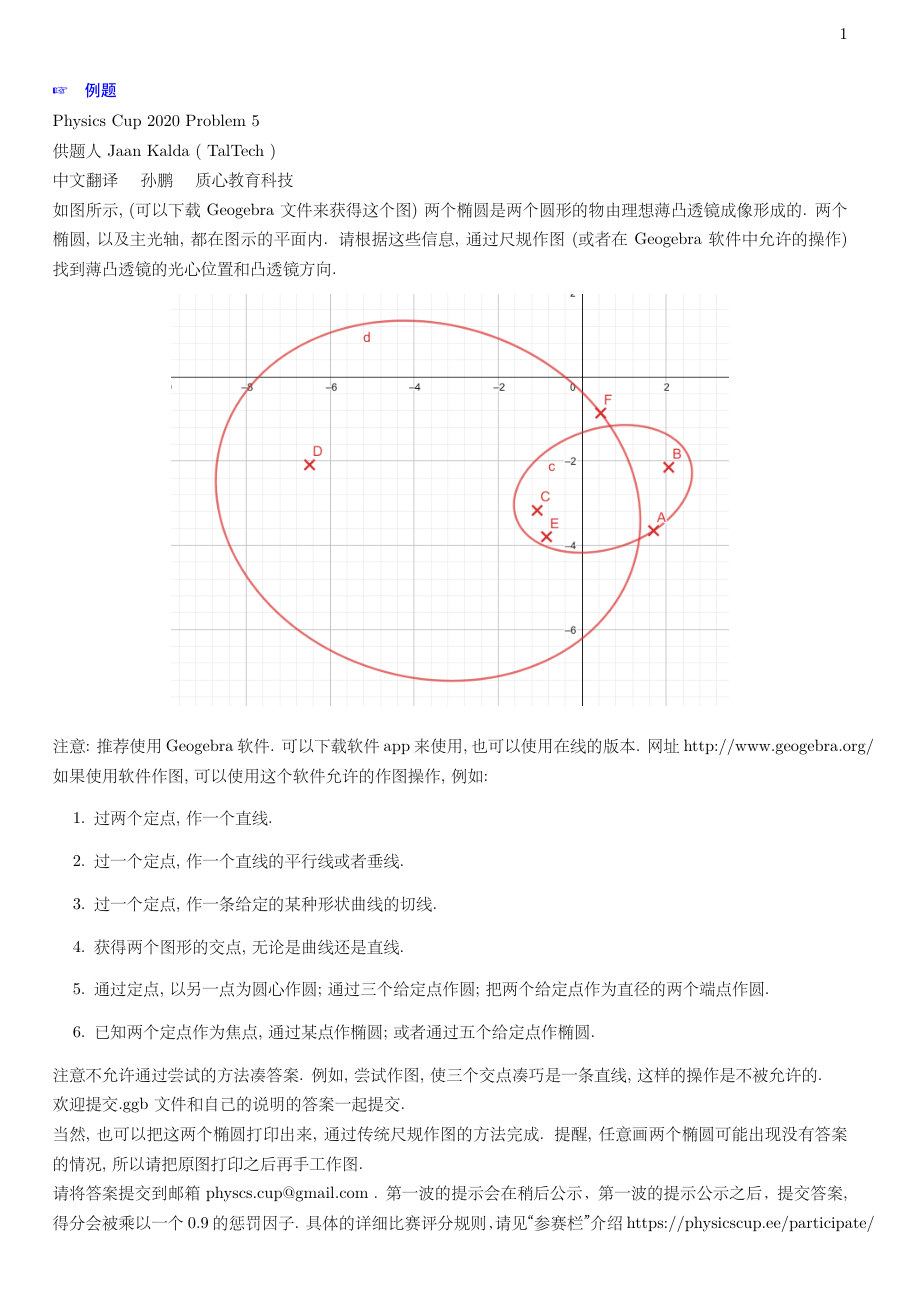 1
☞ 例题
Physics Cup 2020 Problem 5
供题人 Jaan Kalda ( TalTech )
中文翻译 孙鹏 质心教育科技
如图所示, (可以下载 Geogebra 文件来获得这个图) 两个椭圆是两个圆形的物由理想薄凸透镜成像形成的. 两个
椭圆, 以及主光轴, 都在图示的平面内. 请根据这些信息, 通过尺规作图 (或者在 Geogebra 软件中允许的操作)
找到薄凸透镜的光心位置和凸透镜方向.
2
d
–8 –6 –4 –2 0 2
F
D
B
c
–2
C
A
E
–4
–6
注意: 推荐使用 Geogebra 软件. 可以下载软件 app 来使用, 也可以使用在线的版本. 网址 http://www.geogebra.org/
如果使用软件作图, 可以使用这个软件允许的作图操作, 例如:
1. 过两个定点, 作一个直线.
2. 过一个定点, 作一个直线的平行线或者垂线.
3. 过一个定点, 作一条给定的某种形状曲线的切线.
4. 获得两个图形的交点, 无论是曲线还是直线.
5. 通过定点, 以另一点为圆心作圆; 通过三个给定点作圆; 把两个给定点作为直径的两个端点作圆.
6. 已知两个定点作为焦点, 通过某点作椭圆; 或者通过五个给定点作椭圆.
注意不允许通过尝试的方法凑答案. 例如, 尝试作图, 使三个交点凑巧是一条直线, 这样的操作是不被允许的.
欢迎提交.ggb 文件和自己的说明的答案一起提交.
当然, 也可以把这两个椭圆打印出来, 通过传统尺规作图的方法完成. 提醒, 任意画两个椭圆可能出现没有答案
的情况, 所以请把原图打印之后再手工作图.
请将答案提交到邮箱 physcs.cup@gmail.com . 第一波的提示会在稍后公示, 第一波的提示公示之后, 提交答案,
得分会被乘以一个 0.9 的惩罚因子. 具体的详细比赛评分规则,请见“参赛栏”介绍 https://physicscup.ee/participate/